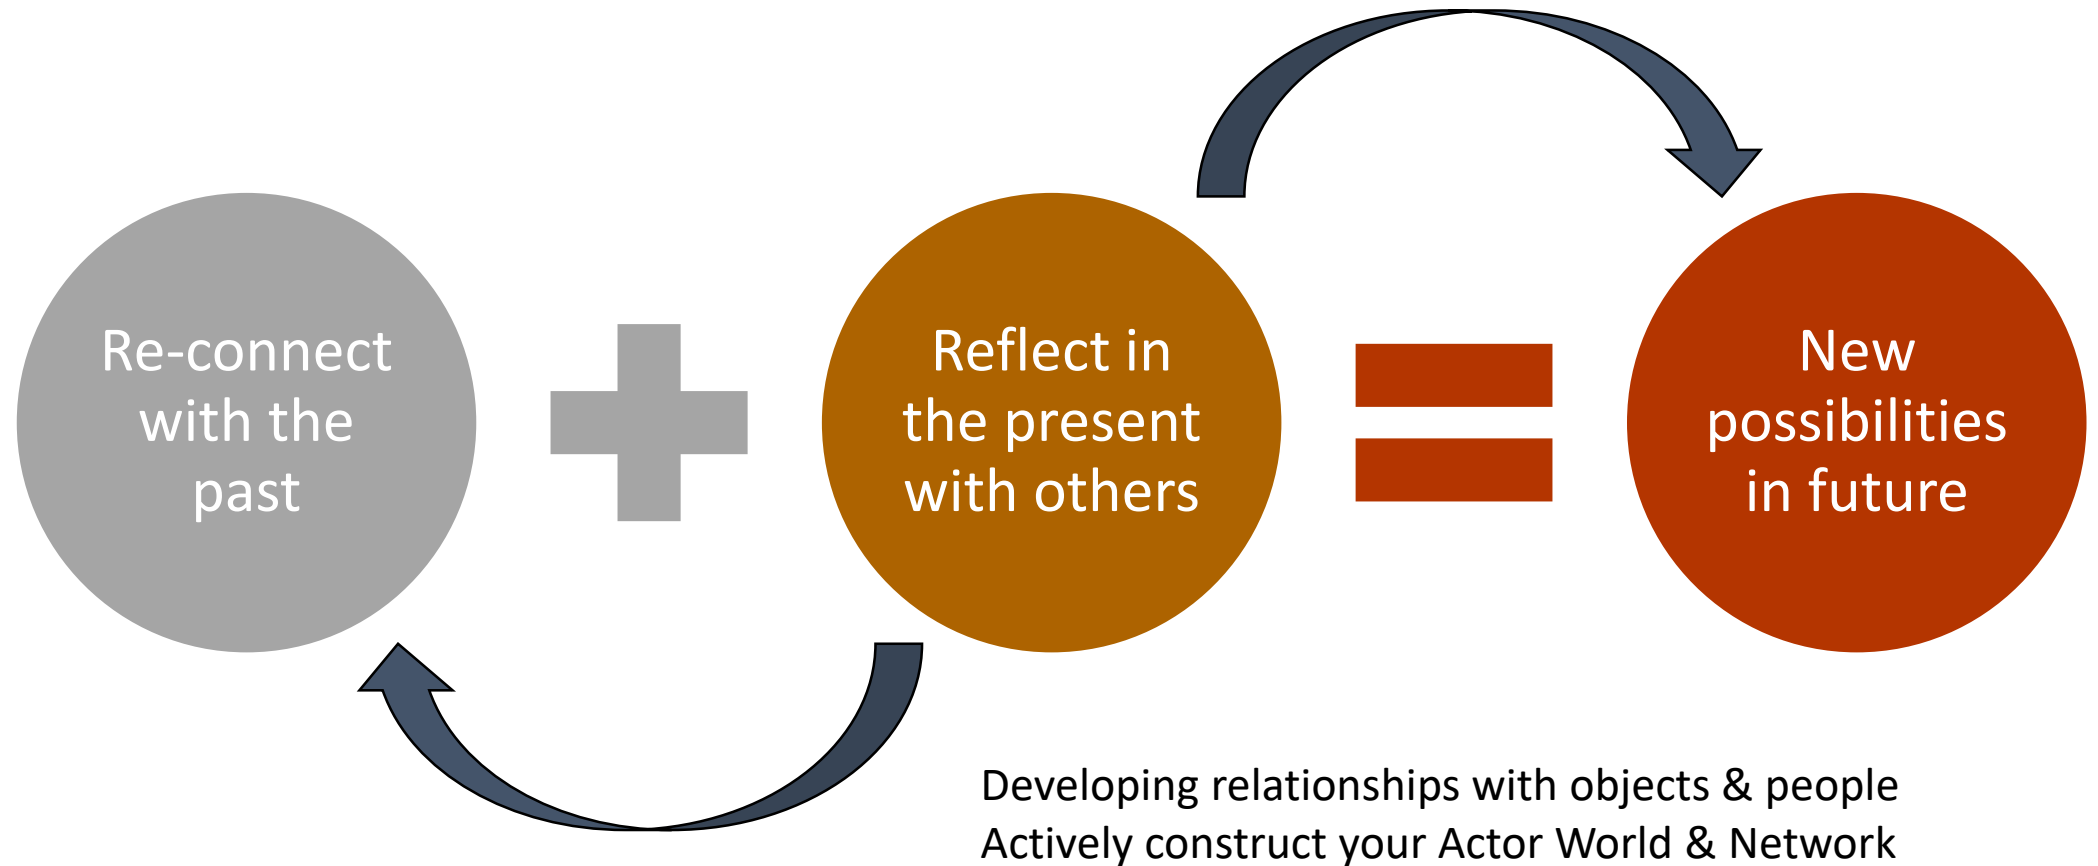 Re-connect
with the
past
Reflect in
the present
with others
New
possibilities
in future
Developing relationships with objects & people
Actively construct your Actor World & Network